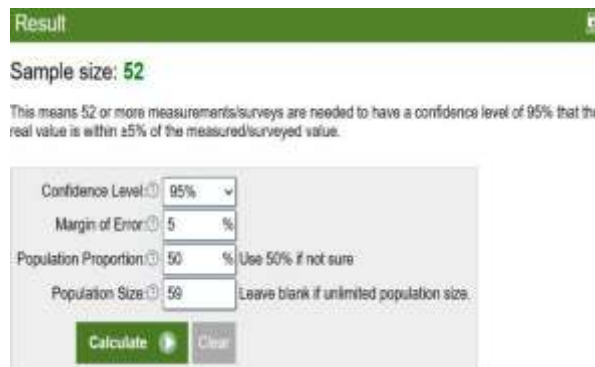 Result
Sample size: 52
This means 52 or more measurements/surveys are needed to have a confidence level of 95% that the
real value is within ±5% of the measured/surveyed value.
Confidence Level: 95%
Margin of Error: 5 %
Population Proportion: 50 % Use 50% if not sure
Population Size: 59 Leave blank if unlimited population size.
Calculate Clear